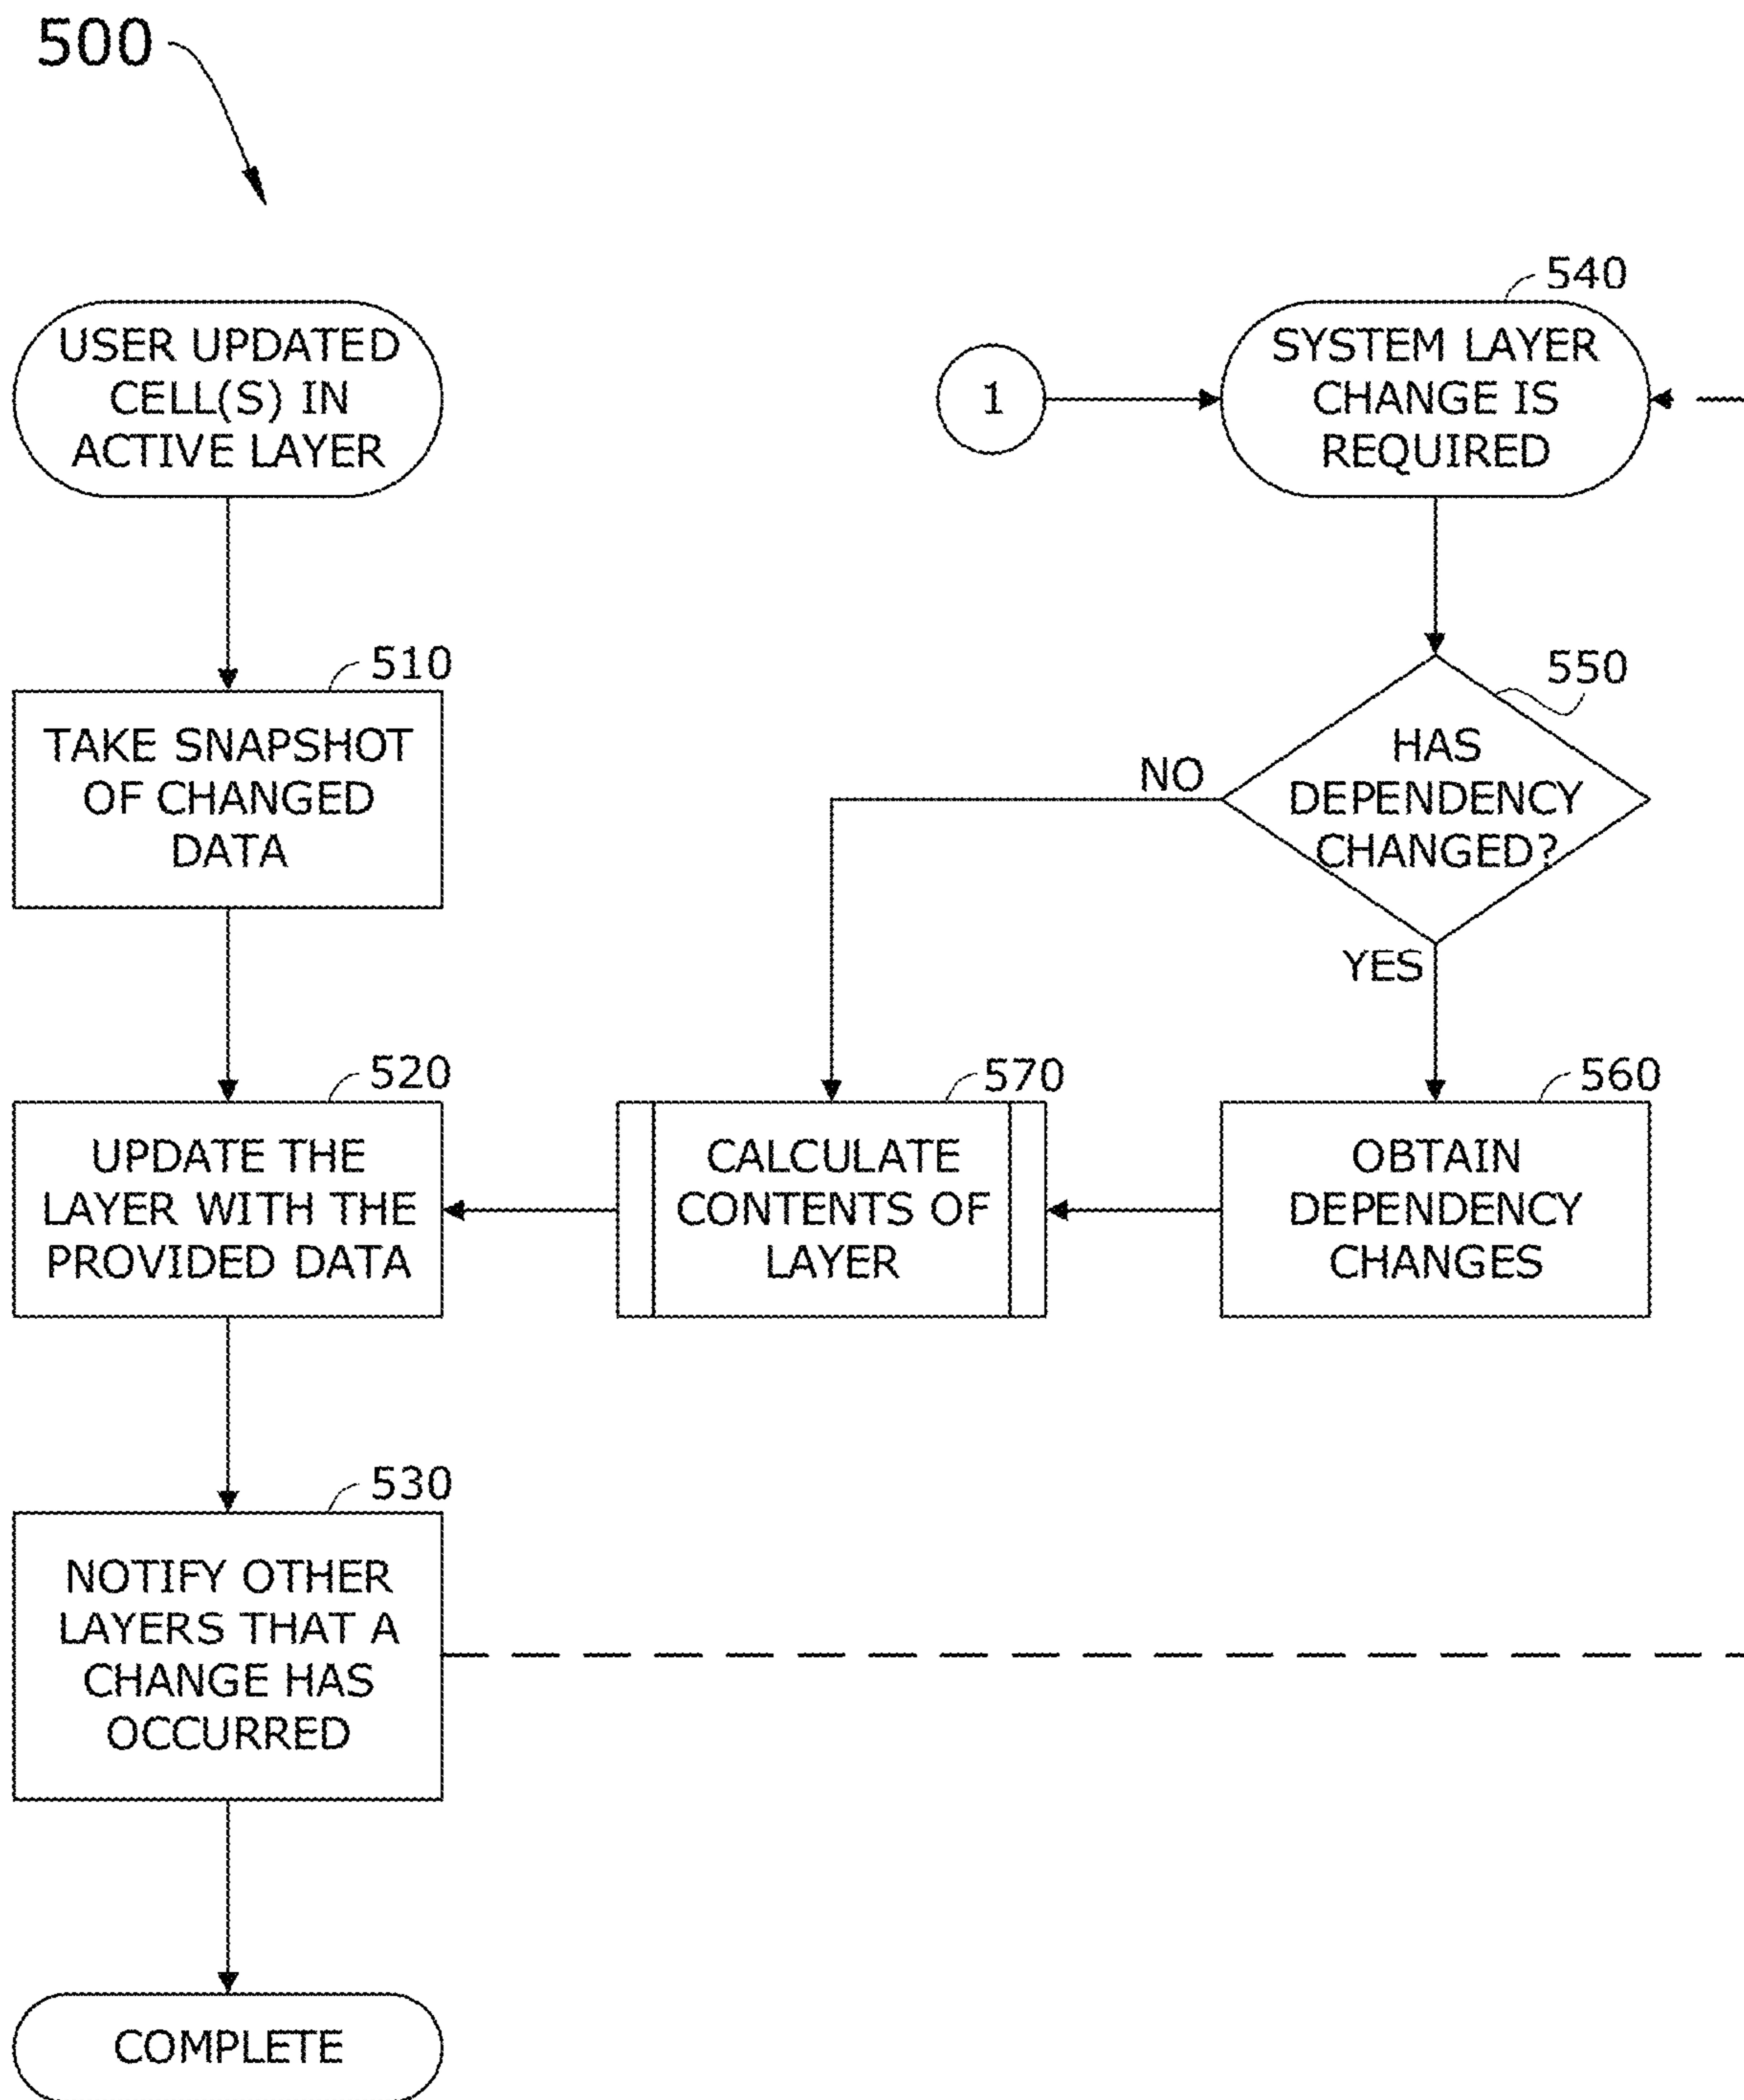 500
USER UPDATED
CELL(S) IN
ACTIVE LAYER
510
TAKE SNAPSHOT
OF CHANGED
DATA
520
UPDATE THE
LAYER WITH THE
PROVIDED DATA
530
NOTIFY OTHER
LAYERS THAT A
CHANGE HAS
OCCURRED
COMPLETE
1
540
SYSTEM LAYER
CHANGE IS
REQUIRED
550
HAS
DEPENDENCY
CHANGED?
NO
YES
560
OBTAIN
DEPENDENCY
CHANGES
570
CALCULATE
CONTENTS OF
LAYER